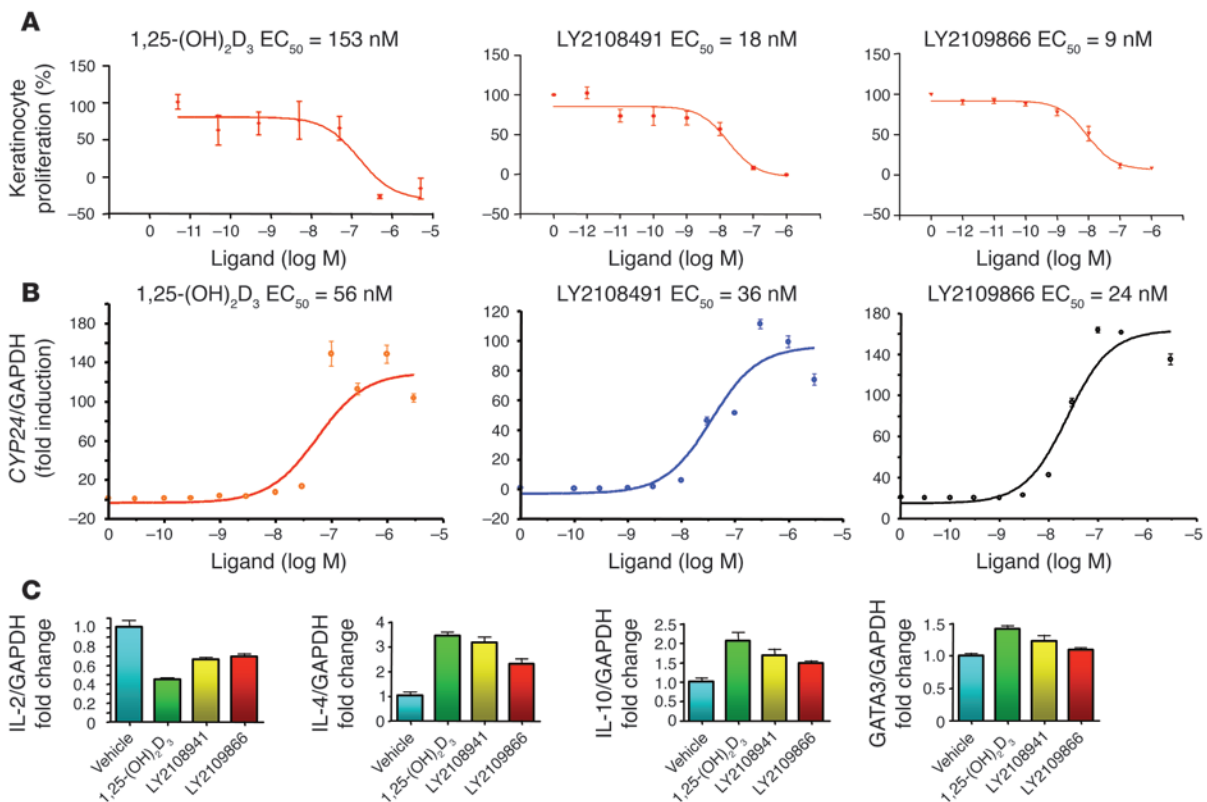 A
1,25-(OH)₂D₃ EC₅₀ = 153 nM
LY2108491 EC₅₀ = 18 nM
LY2109866 EC₅₀ = 9 nM
Keratinocyte
proliferation (%)
150
100
50
0
−50
0 −11 −10 −9 −8 −7 −6 −5
Ligand (log M)
150
100
50
0
−50
0 −12 −11 −10 −9 −8 −7 −6
Ligand (log M)
150
100
50
0
−50
0 −12 −11 −10 −9 −8 −7 −6
Ligand (log M)
B
1,25-(OH)₂D₃ EC₅₀ = 56 nM
LY2108491 EC₅₀ = 36 nM
LY2109866 EC₅₀ = 24 nM
CYP24/GAPDH
(fold induction)
180
140
100
60
20
−20
0 −10 −9 −8 −7 −6 −5
Ligand (log M)
120
100
80
60
40
20
0
−20
0 −10 −9 −8 −7 −6 −5
Ligand (log M)
180
160
120
80
60
40
0
0 −10 −9 −8 −7 −6 −5
Ligand (log M)
C
IL-2/GAPDH
fold change
1.0
0.8
0.6
0.4
0.2
0
Vehicle
1,25-(OH)₂D₃
LY2108941
LY2109866
IL-4/GAPDH
fold change
4
3
2
1
0
Vehicle
1,25-(OH)₂D₃
LY2108941
LY2109866
IL-10/GAPDH
fold change
2.5
2.0
1.5
1.0
0.5
0
Vehicle
1,25-(OH)₂D₃
LY2108941
LY2109866
GATA3/GAPDH
fold change
1.5
1.0
0.5
0
Vehicle
1,25-(OH)₂D₃
LY2108941
LY2109866